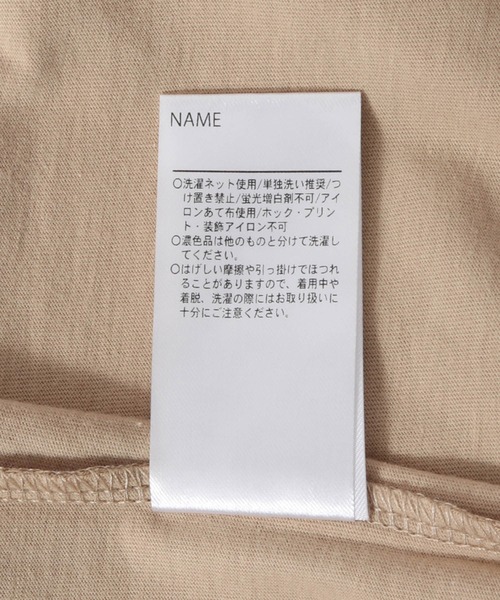 NAME
○洗濯ネット使用/単独洗い推奨/つ
け置き禁止/蛍光増白剤不可/アイ
ロンあて布使用/ホック・プリン
ト・装飾アイロン不可
○濃色品は他のものと分けて洗濯し
てください。
○はげしい摩擦や引っ掛けでほつれ
ることがありますので、着用中や
着脱、洗濯の際にはお取り扱いに
十分にご注意ください。